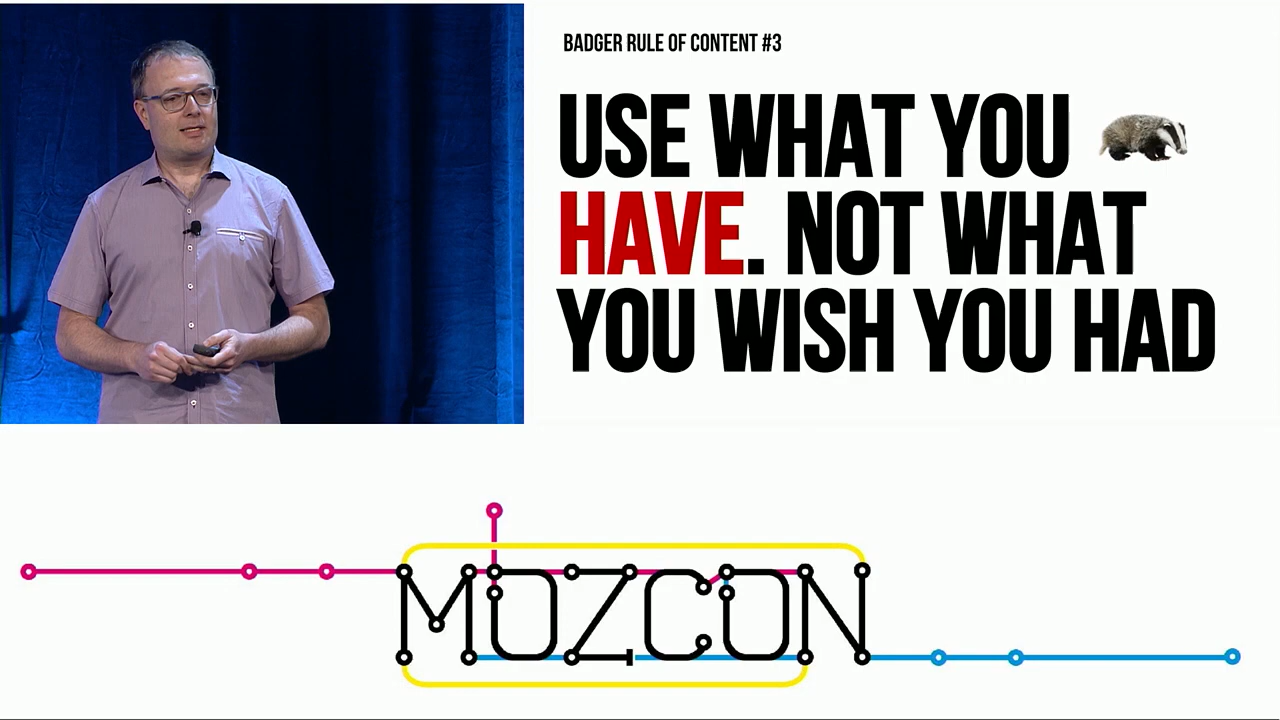 BADGER RULE OF CONTENT #3
USE WHAT YOU
HAVE. NOT WHAT
YOU WISH YOU HAD
MOZCON